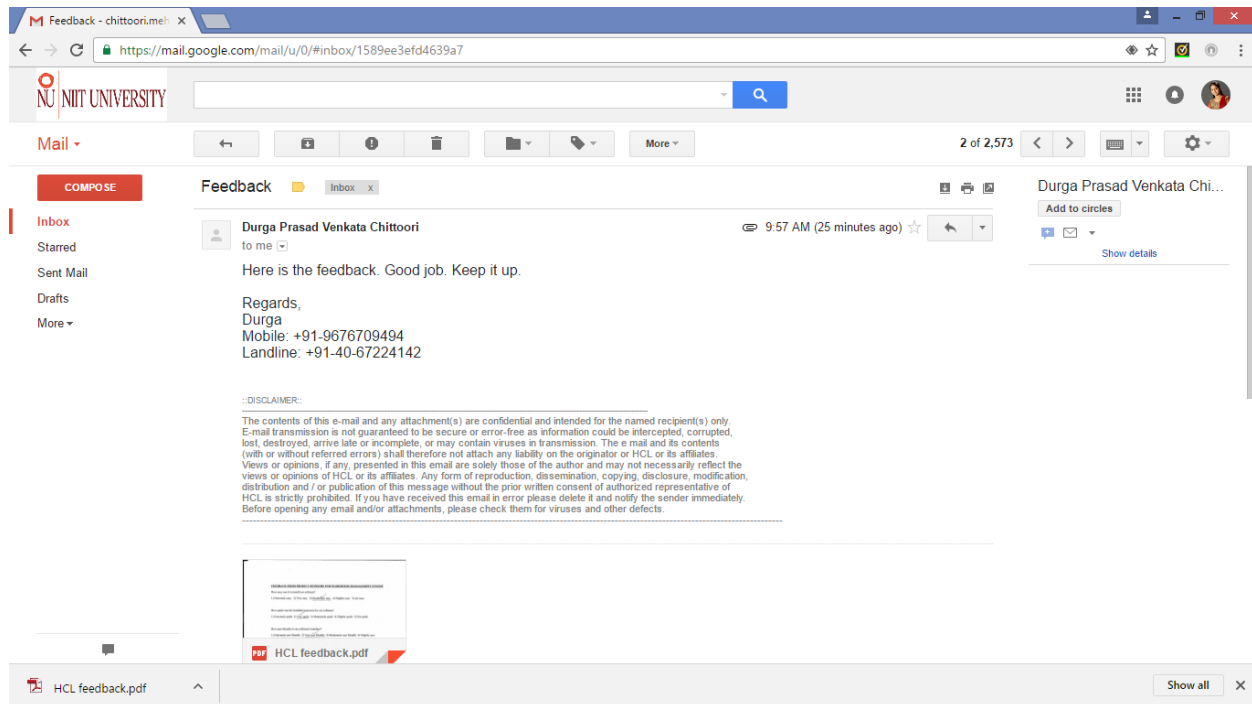 Feedback - chittoori.meh
https://mail.google.com/mail/u/0/#inbox/1589ee3efd4639a7
NU NIIT UNIVERSITY
Mail
More
2 of 2,573
COMPOSE
Feedback
Inbox x
Durga Prasad Venkata Chi...
Add to circles
Show details
Inbox
Starred
Sent Mail
Drafts
More
Durga Prasad Venkata Chittoori
9:57 AM (25 minutes ago)
to me
Here is the feedback. Good job. Keep it up.
Regards,
Durga
Mobile: +91-9676709494
Landline: +91-40-67224142
::DISCLAIMER::
The contents of this e-mail and any attachment(s) are confidential and intended for the named recipient(s) only.
E-mail transmission is not guaranteed to be secure or error-free as information could be intercepted, corrupted,
lost, destroyed, arrive late or incomplete, or may contain viruses in transmission. The e mail and its contents
(with or without referred errors) shall therefore not attach any liability on the originator or HCL or its affiliates.
Views or opinions, if any, presented in this email are solely those of the author and may not necessarily reflect the
views or opinions of HCL or its affiliates. Any form of reproduction, dissemination, copying, disclosure, modification,
distribution and / or publication of this message without the prior written consent of authorized representative of
HCL is strictly prohibited. If you have received this email in error please delete it and notify the sender immediately.
Before opening any email and/or attachments, please check them for viruses and other defects.
PDF HCL feedback.pdf
HCL feedback.pdf
Show all